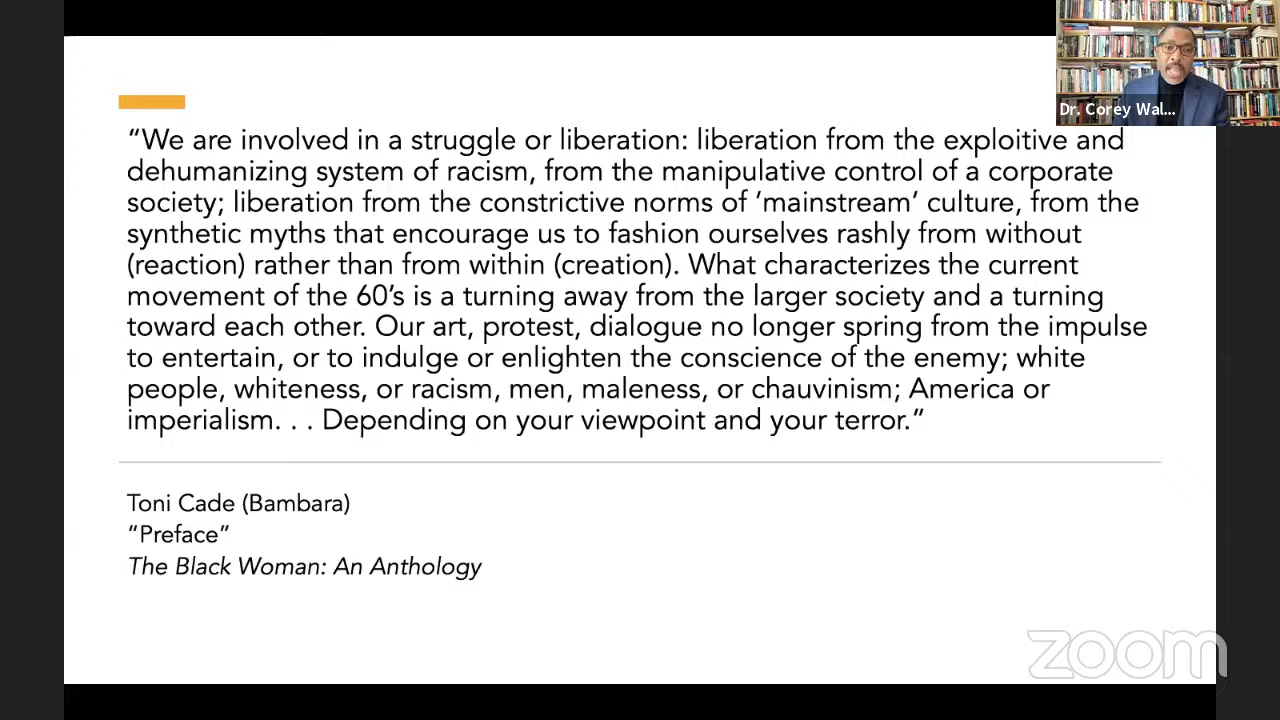 Dr. Corey Wal...
“We are involved in a struggle or liberation: liberation from the exploitive and
dehumanizing system of racism, from the manipulative control of a corporate
society; liberation from the constrictive norms of ‘mainstream’ culture, from the
synthetic myths that encourage us to fashion ourselves rashly from without
(reaction) rather than from within (creation). What characterizes the current
movement of the 60’s is a turning away from the larger society and a turning
toward each other. Our art, protest, dialogue no longer spring from the impulse
to entertain, or to indulge or enlighten the conscience of the enemy; white
people, whiteness, or racism, men, maleness, or chauvinism; America or
imperialism. . . Depending on your viewpoint and your terror.”
Toni Cade (Bambara)
”Preface”
The Black Woman: An Anthology
zoom